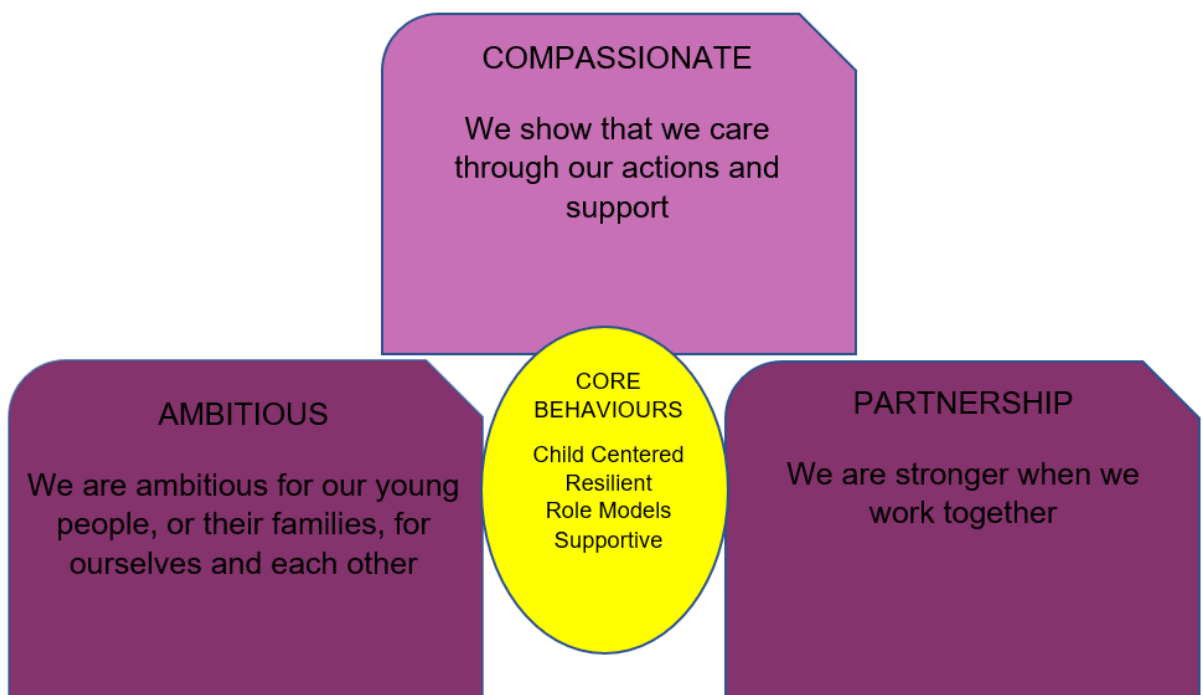 COMPASSIONATE
We show that we care
through our actions and
support
AMBITIOUS
We are ambitious for our young
people, or their families, for
ourselves and each other
CORE
BEHAVIOURS
Child Centered
Resilient
Role Models
Supportive
PARTNERSHIP
We are stronger when we
work together